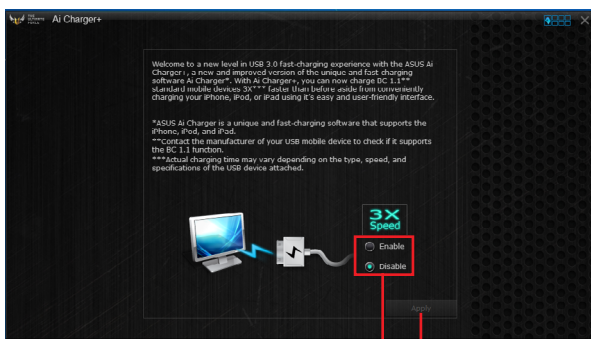 Ai Charger+
Welcome to a new level in USB 3.0 fast-charging experience with the ASUS Ai
Charger+, a new and improved version of the unique and fast charging
software Ai Charger*. With Ai Charger+, you can now charge BC 1.1**
standard mobile devices 3X*** faster than before aside from conveniently
charging your iPhone, iPod, or iPad using it's easy and user-friendly interface.
*ASUS Ai Charger is a unique and fast-charging software that supports the
iPhone, iPod, and iPad.
**Contact the manufacturer of your USB mobile device to check if it supports
the BC 1.1 function.
***Actual charging time may vary depending on the type, speed, and
specifications of the USB device attached.
3X
Speed
Enable
Disable
Apply